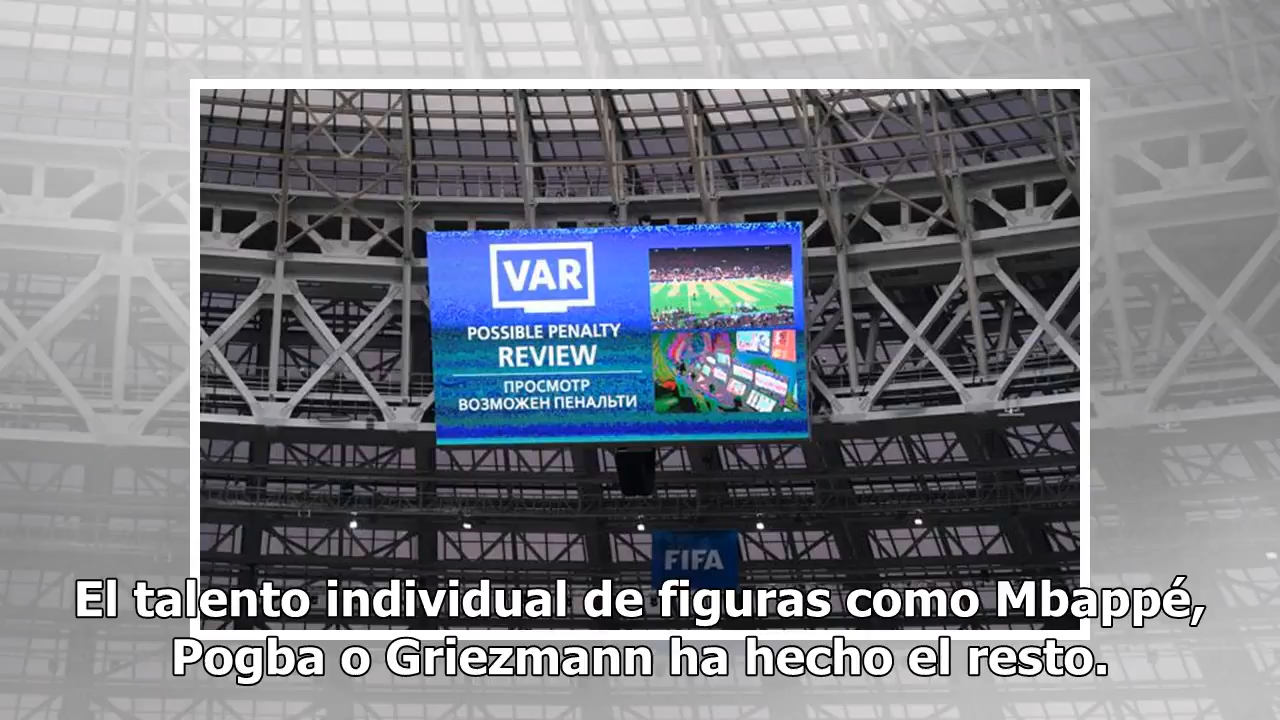 VAR
POSSIBLE PENALTY
REVIEW
ПРОСМОТР
ВОЗМОЖЕН ПЕНАЛЬТИ
FIFA
El talento individual de figuras como Mbappé,
Pogba o Griezmann ha hecho el resto.